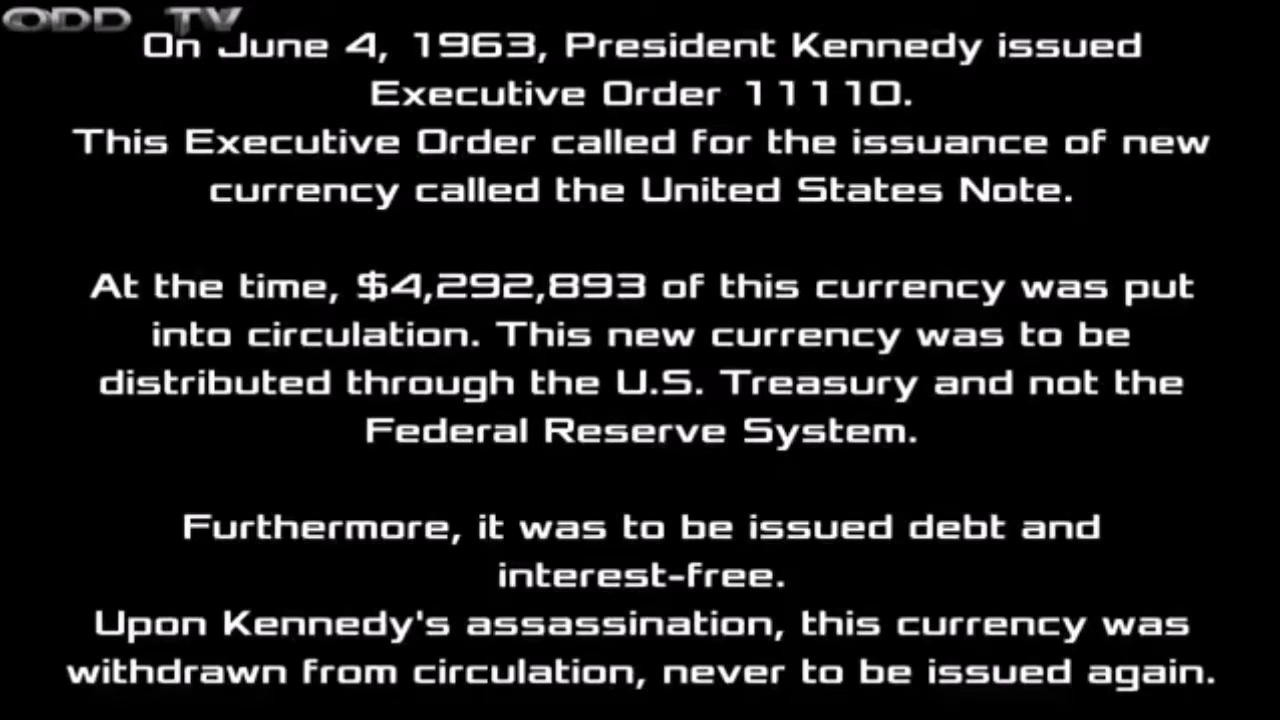 ODD TV
On June 4, 1963, President Kennedy issued
Executive Order 11110.
This Executive Order called for the issuance of new
currency called the United States Note.
At the time, $4,292,893 of this currency was put
into circulation. This new currency was to be
distributed through the U.S. Treasury and not the
Federal Reserve System.
Furthermore, it was to be issued debt and
interest-free.
Upon Kennedy's assassination, this currency was
withdrawn from circulation, never to be issued again.